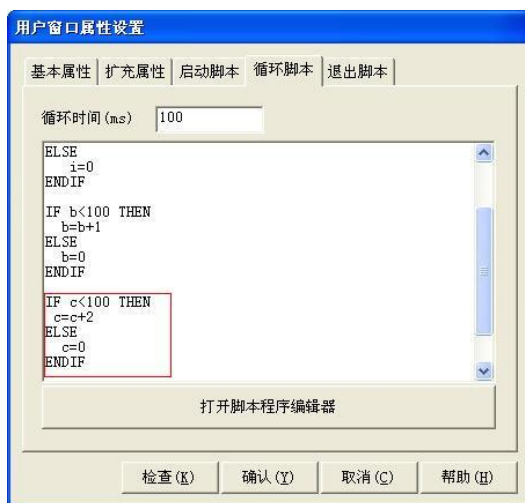 用户窗口属性设置
基本属性 扩充属性 启动脚本 循环脚本 退出脚本
循环时间(ms) 100
ELSE
i=0
ENDIF
IF b<100 THEN
b=b+1
ELSE
b=0
ENDIF
IF c<100 THEN
c=c+2
ELSE
c=0
ENDIF
打开脚本程序编辑器
检查(K) 确认(Y) 取消(C) 帮助(H)